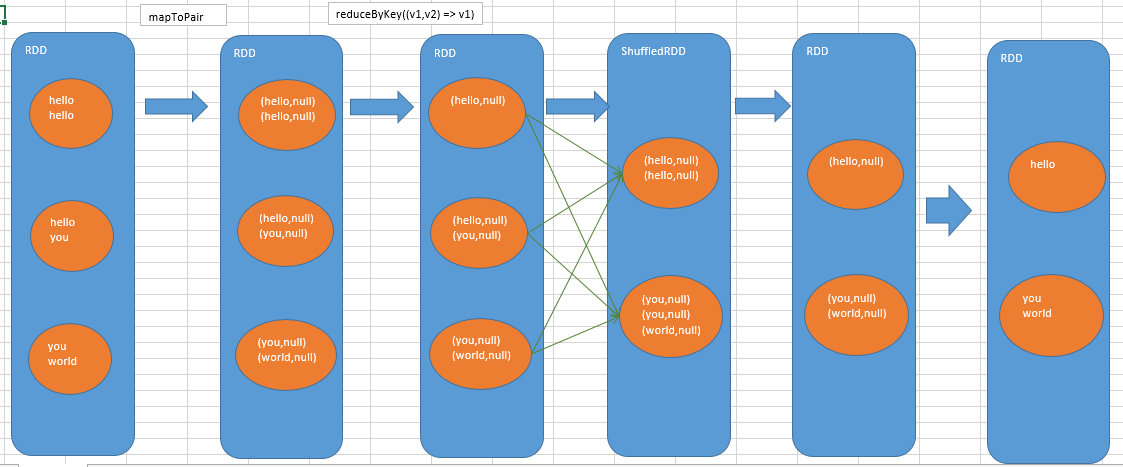 mapToPair
reduceByKey((v1,v2) => v1)
RDD
hello
hello
hello
you
you
world
RDD
(hello,null)
(hello,null)
(hello,null)
(you,null)
(you,null)
(world,null)
RDD
(hello,null)
(hello,null)
(you,null)
(you,null)
(world,null)
ShuffledRDD
(hello,null)
(hello,null)
(you,null)
(you,null)
(world,null)
RDD
(hello,null)
(you,null)
(world,null)
RDD
hello
you
world